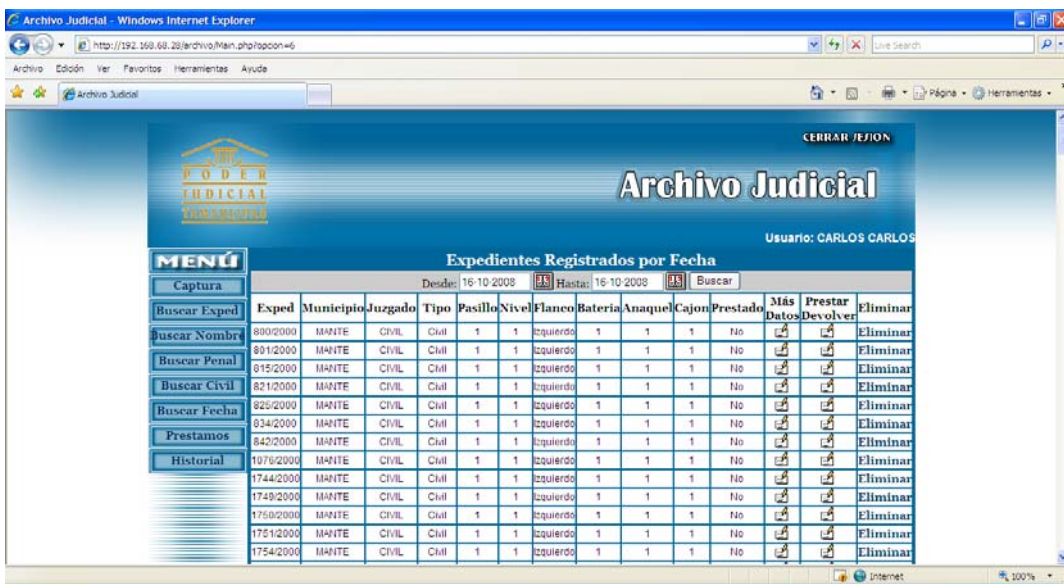 Archivo Judicial - Windows Internet Explorer
http://192.168.68.28/archivo/Main.php?opcion=6
Live Search
Archivo Edición Ver Favoritos Herramientas Ayuda
Archivo Judicial
Página Herramientas
CERRAR SESION
PODER
JUDICIAL
TAMAULIPAS
Archivo Judicial
Usuario: CARLOS CARLOS
MENÚ
Captura
Buscar Exped
Buscar Nombre
Buscar Penal
Buscar Civil
Buscar Fecha
Prestamos
Historial
Expedientes Registrados por Fecha
Desde: 16-10-2008 Hasta: 16-10-2008 Buscar
Exped Municipio Juzgado Tipo Pasillo Nivel Flanco Bateria Anaquel Cajon Prestado Más Datos Prestar Devolver Eliminar
800/2000 MANTE CIVIL Civil 1 1 Izquierdo 1 1 1 No Eliminar
801/2000 MANTE CIVIL Civil 1 1 Izquierdo 1 1 1 No Eliminar
815/2000 MANTE CIVIL Civil 1 1 Izquierdo 1 1 1 No Eliminar
821/2000 MANTE CIVIL Civil 1 1 Izquierdo 1 1 1 No Eliminar
825/2000 MANTE CIVIL Civil 1 1 Izquierdo 1 1 1 No Eliminar
834/2000 MANTE CIVIL Civil 1 1 Izquierdo 1 1 1 No Eliminar
842/2000 MANTE CIVIL Civil 1 1 Izquierdo 1 1 1 No Eliminar
1076/2000 MANTE CIVIL Civil 1 1 Izquierdo 1 1 1 No Eliminar
1744/2000 MANTE CIVIL Civil 1 1 Izquierdo 1 1 1 No Eliminar
1749/2000 MANTE CIVIL Civil 1 1 Izquierdo 1 1 1 No Eliminar
1750/2000 MANTE CIVIL Civil 1 1 Izquierdo 1 1 1 No Eliminar
1751/2000 MANTE CIVIL Civil 1 1 Izquierdo 1 1 1 No Eliminar
1754/2000 MANTE CIVIL Civil 1 1 Izquierdo 1 1 1 No Eliminar
Internet 100%